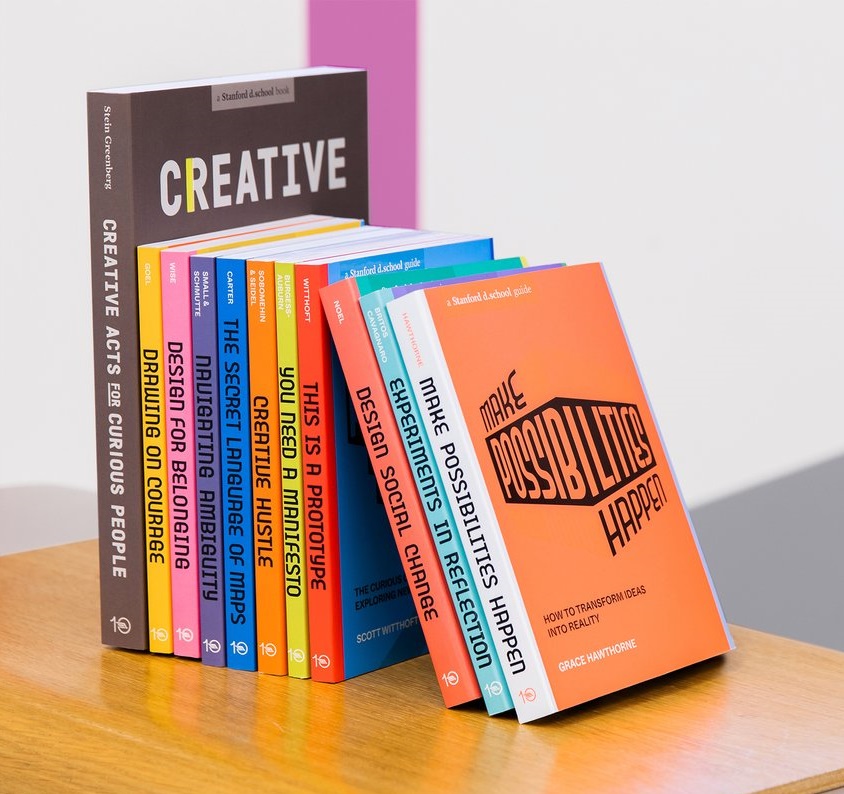 a Stanford d.school book
CREATIVE
Stein Greenberg
CREATIVE ACTS FOR CURIOUS PEOPLE
GOEL
DRAWING ON COURAGE
WISE
DESIGN FOR BELONGING
SMALL &
SCHMUTTE
NAVIGATING AMBIGUITY
CARTER
THE SECRET LANGUAGE OF MAPS
SOBOMEHIN
& SEIDEL
CREATIVE HUSTLE
BURGESS-
AUBURN
YOU NEED A MANIFESTO
WITTHOFT
THIS IS A PROTOTYPE
a Stanford d.school guide
THE CURIOUS
EXPLORING
SCOTT WITTHOFT
NOEL
DESIGN SOCIAL CHANGE
BRITOS
CAVAGNARO
EXPERIMENTS IN REFLECTION
HAWTHORNE
MAKE POSSIBILITIES HAPPEN
a Stanford d.school guide
MAKE
POSSIBILITIES
HAPPEN
HOW TO TRANSFORM IDEAS
INTO REALITY
GRACE HAWTHORNE